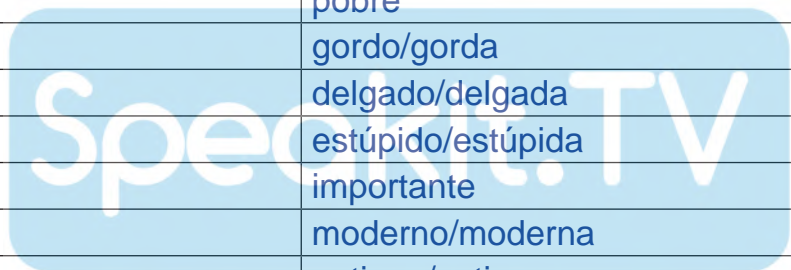 pobre
gordo/gorda
delgado/delgada
estúpido/estúpida
importante
moderno/moderna
Speakit.TV